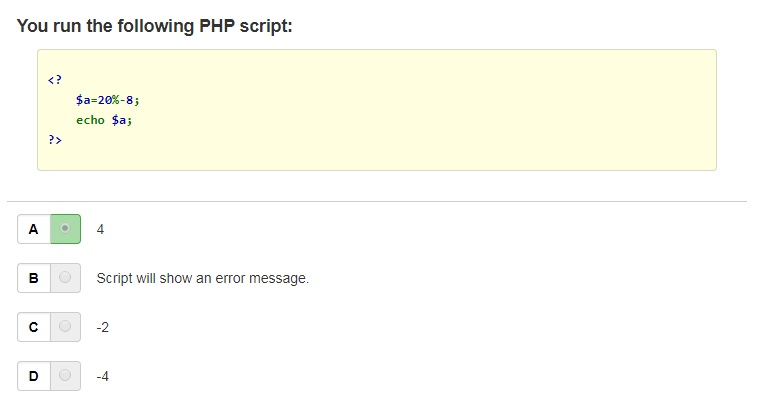 You run the following PHP script:
<?
$a=20%-8;
echo $a;
?>
A 4
B Script will show an error message.
C -2
D -4